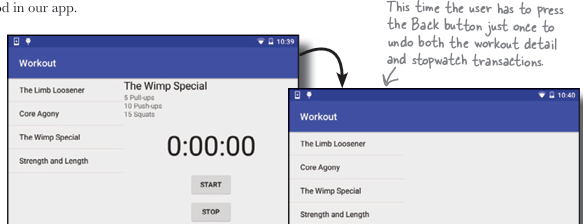 d in our app.
This time the user has to press
the Back button just once to
undo both the workout detail
and stopwatch transactions.
10:39
Workout
The Limb Loosener
Core Agony
The Wimp Special
Strength and Length
The Wimp Special
5 Pull-ups
10 Push-ups
15 Squats
0:00:00
START
STOP
10:40
Workout
The Limb Loosener
Core Agony
The Wimp Special
Strength and Length